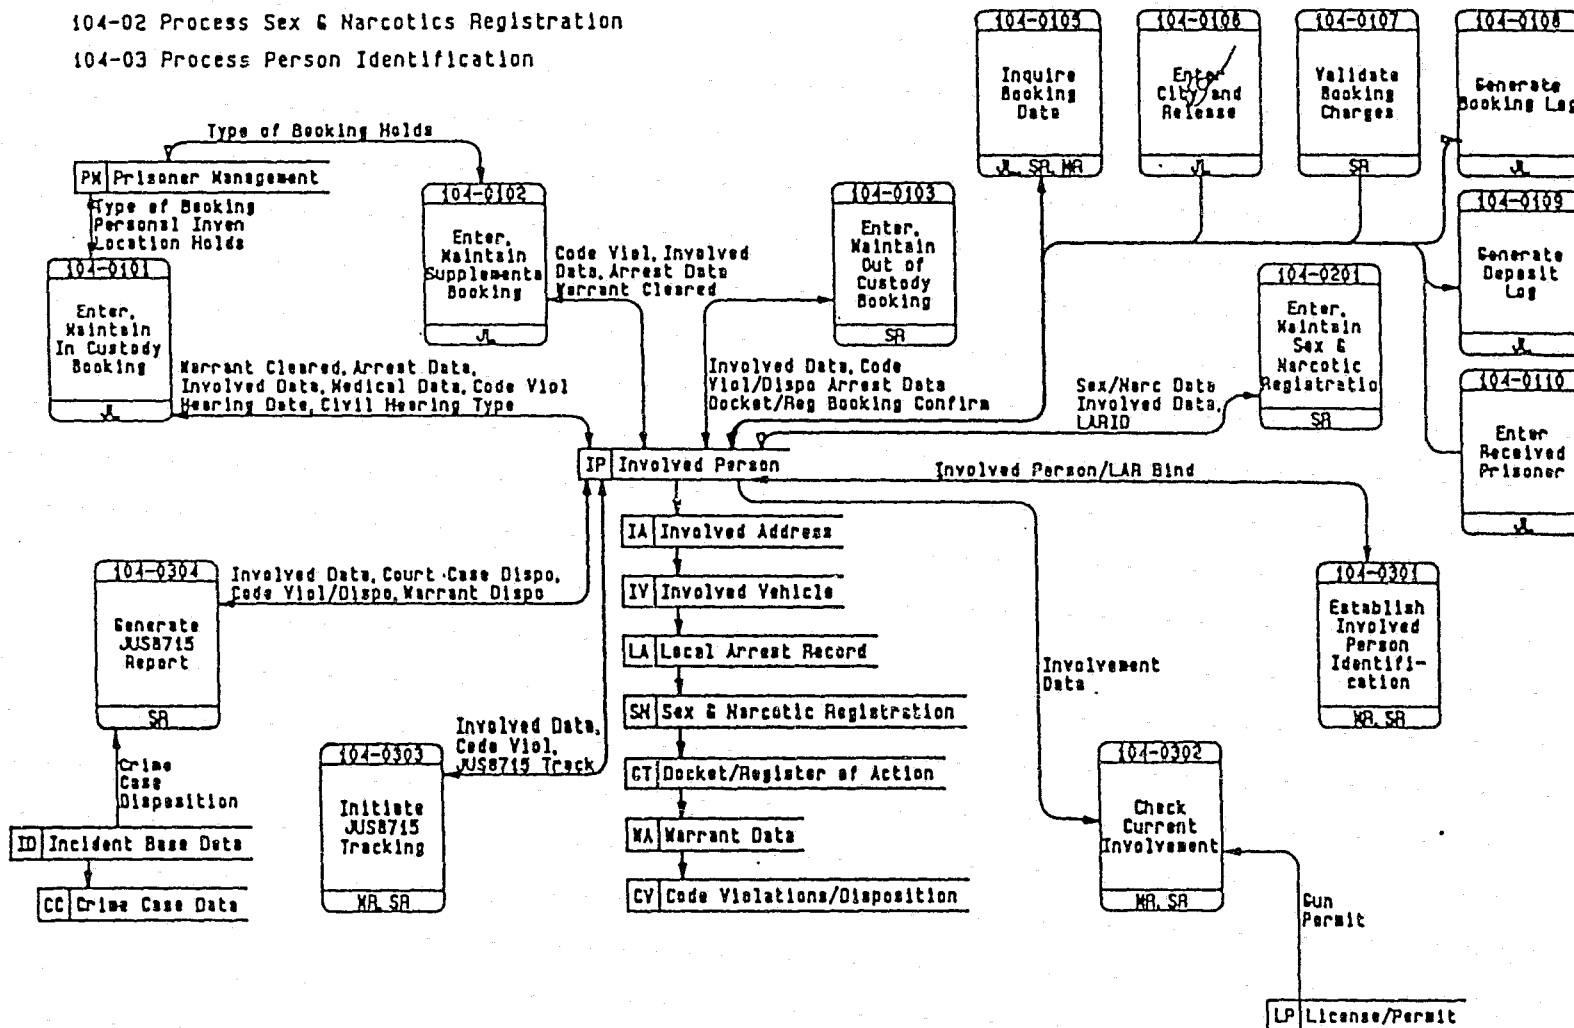 104-02 Process Sex & Narcotics Registration
104-03 Process Person Identification
104-0105
Inquire
Booking
Data
JL, SR, WR
104-0106
Enter
City and
Release
JL
104-0107
Validate
Booking
Charges
SR
104-0108
Generate
Booking Log
JL
Type of Booking Holds
PM Prisoner Management
Type of Booking
Personal Inven
Location Holds
104-0101
Enter,
Maintain
In Custody
Booking
JL
104-0102
Enter,
Maintain
Supplementa
Booking
JL
Code Viol, Involved
Data, Arrest Data
Warrant Cleared
104-0103
Enter,
Maintain
Out of
Custody
Booking
SR
104-0109
Generate
Deposit
Log
JL
104-0201
Enter,
Maintain
Sex &
Narcotic
Registratio
SR
Warrant Cleared, Arrest Data,
Involved Data, Medical Data, Code Viol
Hearing Date, Civil Hearing Type
Involved Data, Code
Viol/Dispo Arrest Data
Docket/Reg Booking Confirm
Sex/Narc Data
Involved Data,
LARID
104-0110
Enter
Received
Prisoner
JL
IP Involved Person
Involved Person/LAR Bind
IA Involved Address
IV Involved Vehicle
LA Local Arrest Record
SN Sex & Narcotic Registration
CT Docket/Register of Action
WA Warrant Data
CV Code Violations/Disposition
104-0304
Generate
JUS8715
Report
SR
Involved Data, Court Case Dispo,
Code Viol/Dispo, Warrant Dispo
104-0301
Establish
Involved
Person
Identifi-
cation
WR, SR
Involvement
Data
Crime
Case
Disposition
104-0303
Initiate
JUS8715
Tracking
WR, SR
Involved Data,
Code Viol,
JUS8715 Track
104-0302
Check
Current
Involvement
WR, SR
ID Incident Base Data
CC Crime Case Data
Gun
Permit
LP License/Permit